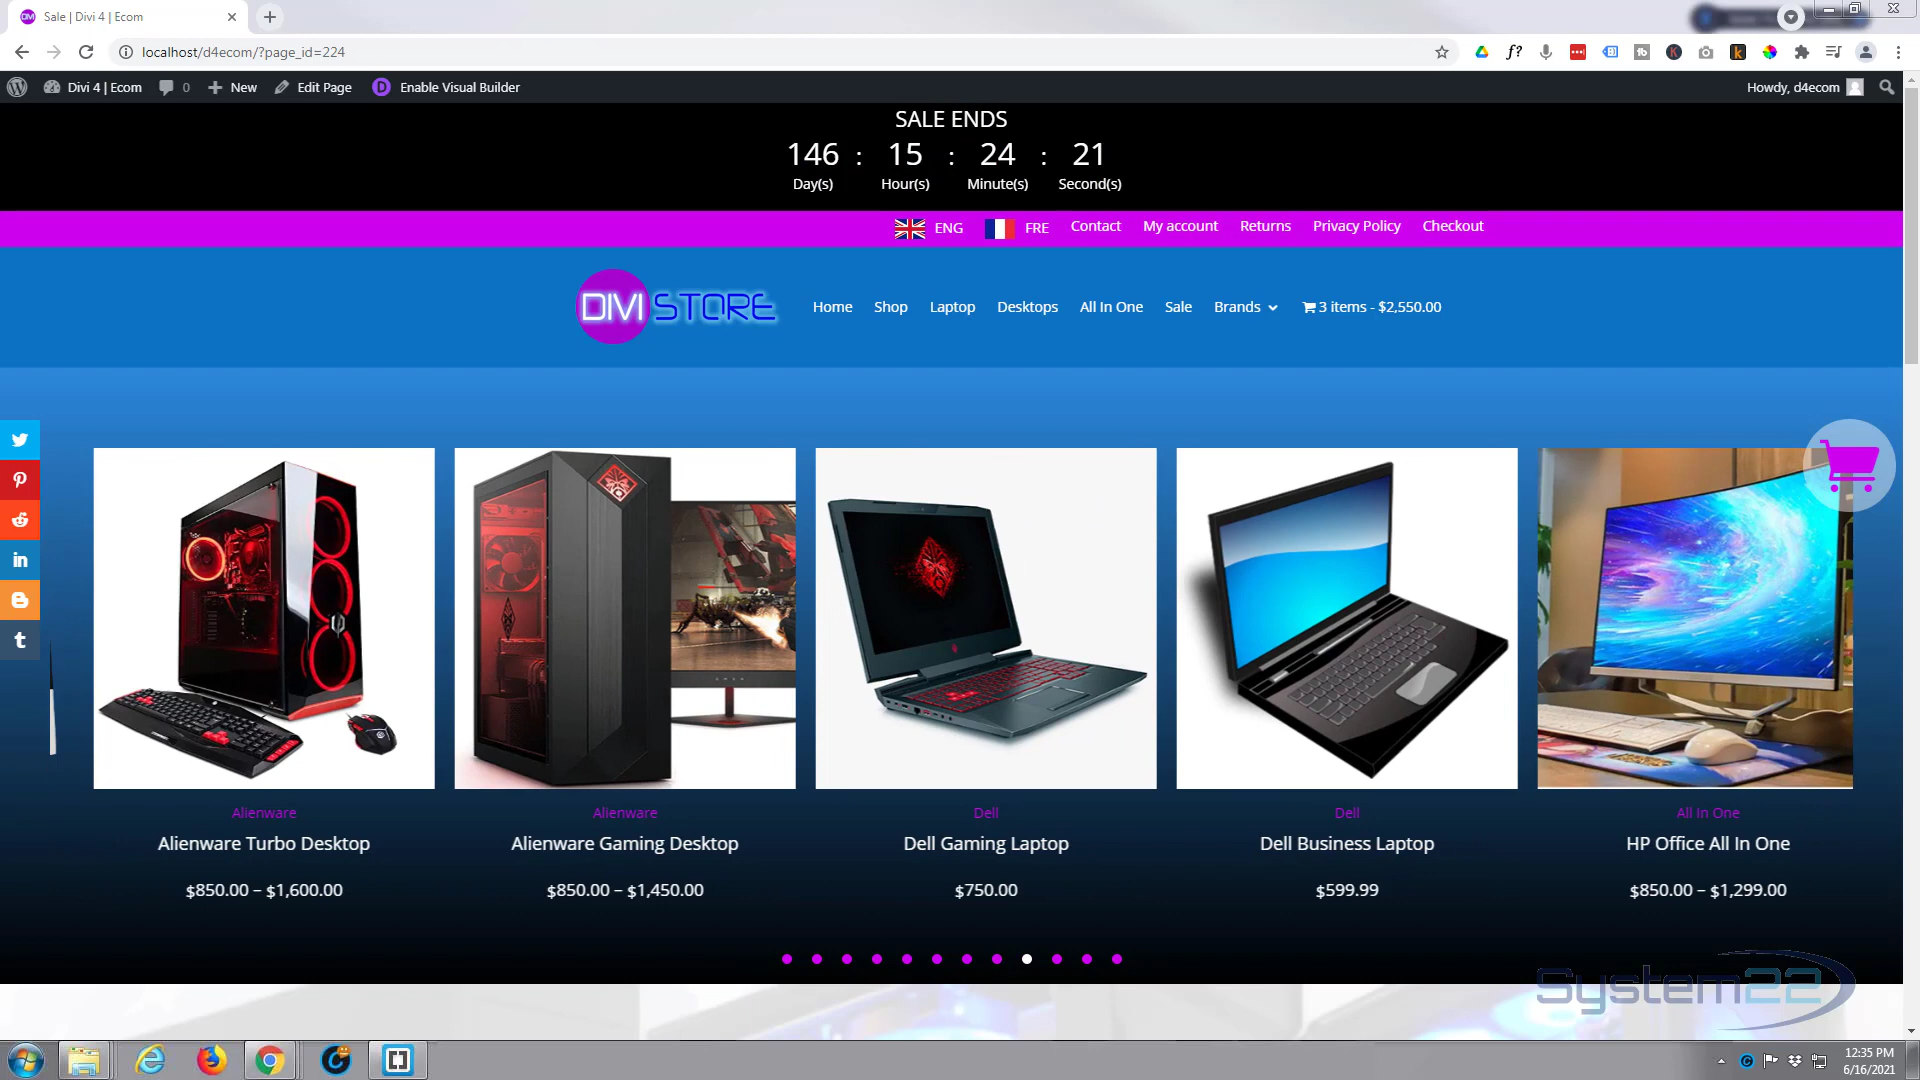 Sale | Divi 4 | Ecom
localhost/d4ecom/?page_id=224
Divi 4 | Ecom 0 New Edit Page Enable Visual Builder Howdy, d4ecom
SALE ENDS
146 : 15 : 24 : 21
Day(s) Hour(s) Minute(s) Second(s)
ENG FRE Contact My account Returns Privacy Policy Checkout
DIVI STORE
Home Shop Laptop Desktops All In One Sale Brands 3 items - $2,550.00
Alienware Alienware Dell Dell All In One
Alienware Turbo Desktop Alienware Gaming Desktop Dell Gaming Laptop Dell Business Laptop HP Office All In One
$850.00 – $1,600.00 $850.00 – $1,450.00 $750.00 $599.99 $850.00 – $1,299.00
System22
12:35 PM
6/16/2021